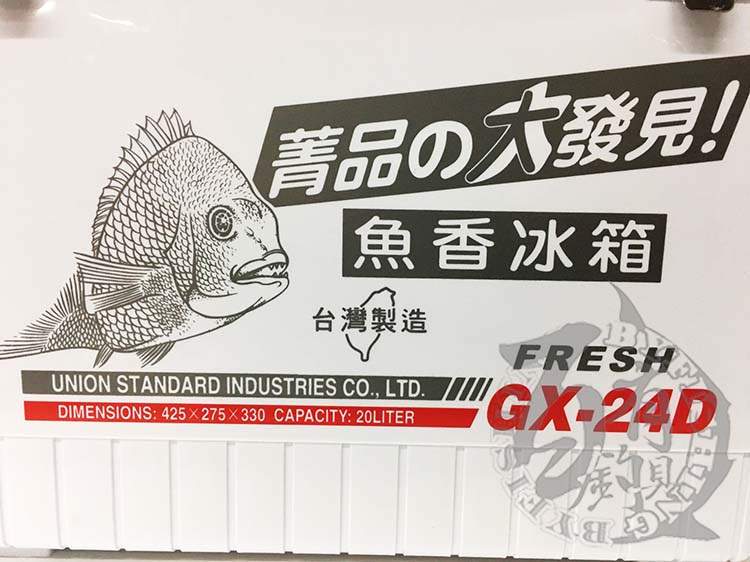 菁品の大發見!
魚香冰箱
台灣製造
FRESH
UNION STANDARD INDUSTRIES CO., LTD.
GX-24D
DIMENSIONS: 425×275×330 CAPACITY: 20LITER